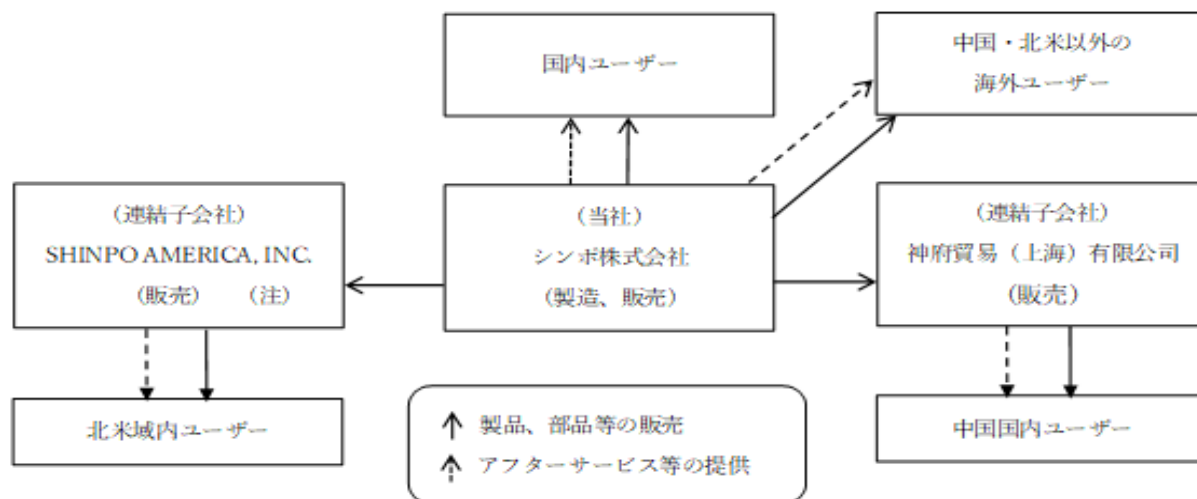 国内ユーザー
中国・北米以外の
海外ユーザー
(連結子会社)
SHINPO AMERICA, INC.
(販売) (注)
(当社)
シンポ株式会社
(製造、販売)
(連結子会社)
神府貿易(上海)有限公司
(販売)
北米域内ユーザー
製品、部品等の販売
アフターサービス等の提供
中国国内ユーザー